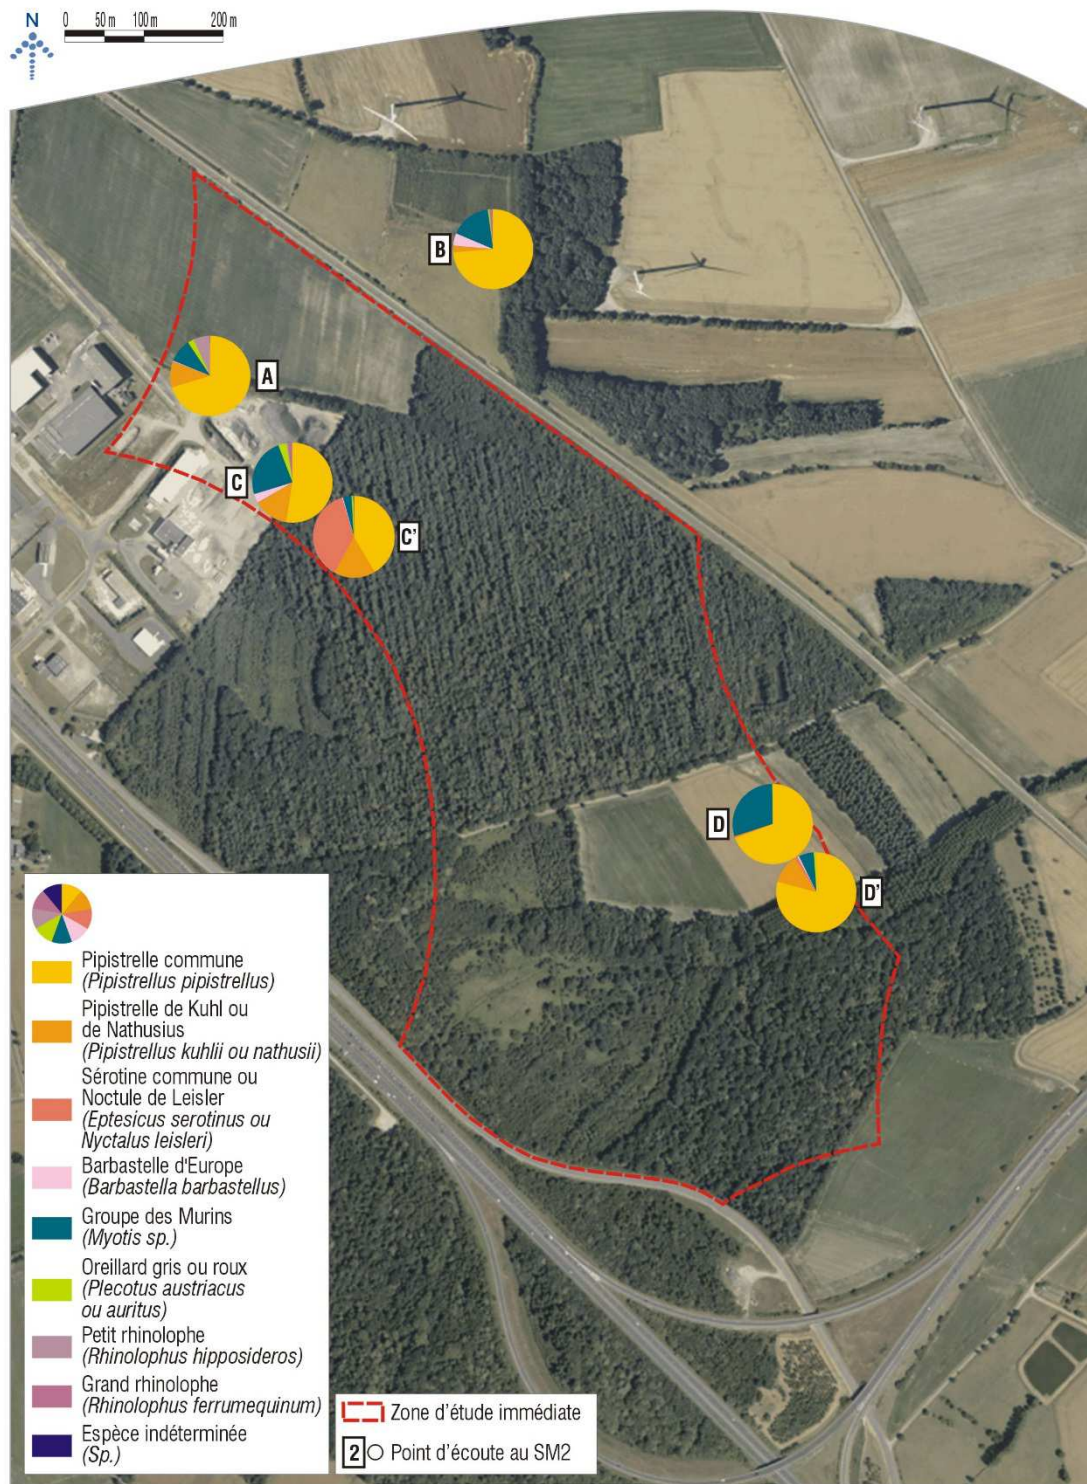 N
0 50 m 100 m 200 m
B
A
C
C'
D
D'
Pipistrelle commune
(Pipistrellus pipistrellus)
Pipistrelle de Kuhl ou
de Nathusius
(Pipistrellus kuhlii ou nathusii)
Sérotine commune ou
Noctule de Leisler
(Eptesicus serotinus ou
Nyctalus leisleri)
Barbastelle d'Europe
(Barbastella barbastellus)
Groupe des Murins
(Myotis sp.)
Oreillard gris ou roux
(Plecotus austriacus
ou auritus)
Petit rhinolophe
(Rhinolophus hipposideros)
Grand rhinolophe
(Rhinolophus ferrumequinum)
Espèce indéterminée
(Sp.)
Zone d'étude immédiate
2 Point d'écoute au SM2